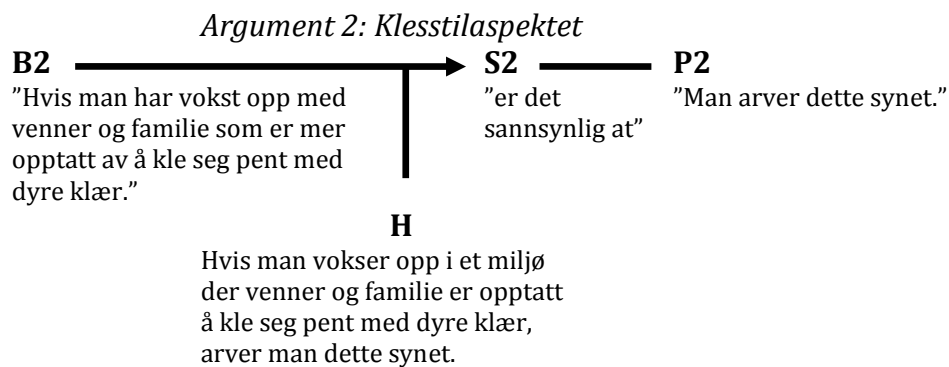 Argument 2: Klesstilaspektet
B2 S2 P2
"Hvis man har vokst opp med
venner og familie som er mer
opptatt av å kle seg pent med
dyre klær."
"er det
sannsynlig at"
"Man arver dette synet."
H
Hvis man vokser opp i et miljø
der venner og familie er opptatt
å kle seg pent med dyre klær,
arver man dette synet.